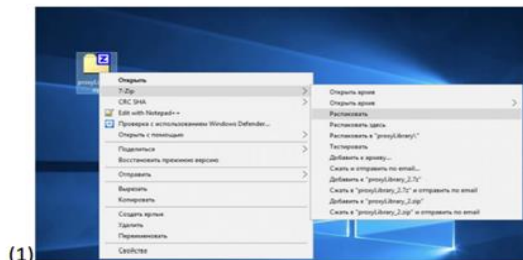 Открыть
7-Zip
CRC SHA
Edit with Notepad++
Проверка с использованием Windows Defender...
Открыть с помощью
Поделиться
Восстановить прежнюю версию
Отправить
Вырезать
Копировать
Создать ярлык
Удалить
Переименовать
Свойства
Открыть архив
Открыть архив
Распаковать
Распаковать здесь
Распаковать в "proxyLibrary\"
Тестировать
Добавить к архиву...
Сжать и отправить по email...
Добавить к "proxyLibrary_2.7z"
Сжать в "proxyLibrary_2.7z" и отправить по email
Добавить к "proxyLibrary_2.zip"
Сжать в "proxyLibrary_2.zip" и отправить по email
(1)